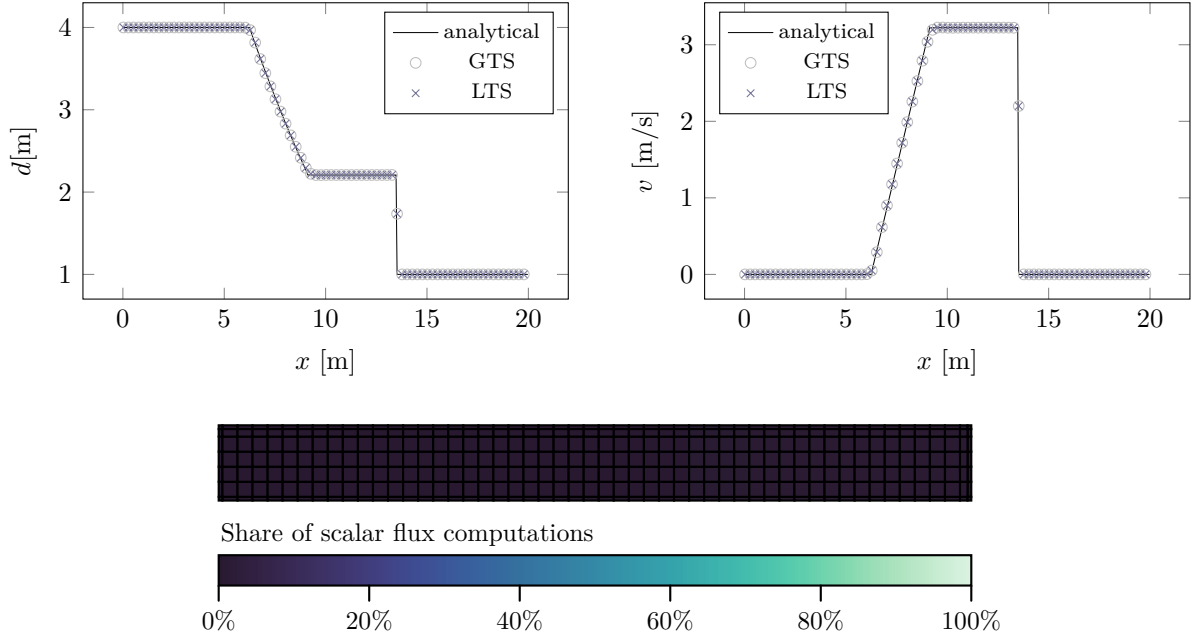 4
3
2
1
d[m]
analytical
GTS
LTS
0 5 10 15 20
x [m]
3
2
1
0
v [m/s]
analytical
GTS
LTS
0 5 10 15 20
x [m]
Share of scalar flux computations
0% 20% 40% 60% 80% 100%